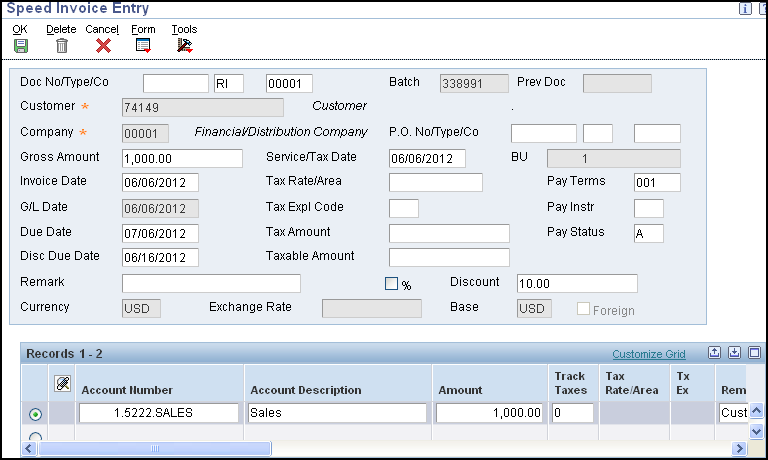 Speed Invoice Entry
OK Delete Cancel Form Tools
Doc No/Type/Co RI 00001 Batch 338991 Prev Doc
Customer * 74149 Customer .
Company * 00001 Financial/Distribution Company P.O. No/Type/Co
Gross Amount 1,000.00 Service/Tax Date 06/06/2012 BU 1
Invoice Date 06/06/2012 Tax Rate/Area Pay Terms 001
G/L Date 06/06/2012 Tax Expl Code Pay Instr
Due Date 07/06/2012 Tax Amount Pay Status A
Disc Due Date 06/16/2012 Taxable Amount
Remark % Discount 10.00
Currency USD Exchange Rate Base USD Foreign
Records 1 - 2 Customize Grid
Account Number Account Description Amount Track Taxes Tax Rate/Area Tx Ex Rem
1.5222.SALES Sales 1,000.00 0 Cust